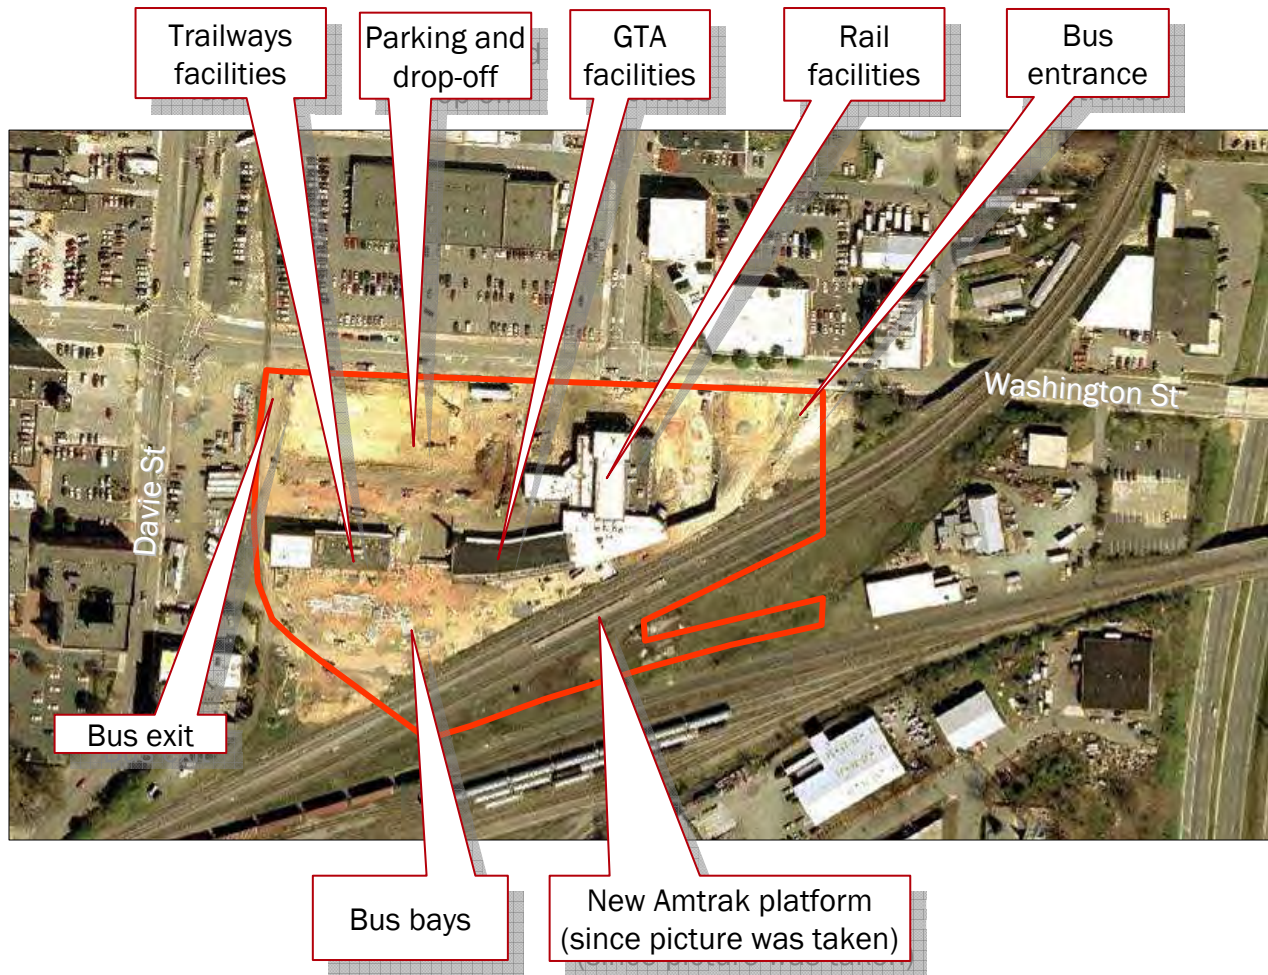 Trailways
facilities
Parking and
drop-off
GTA
facilities
Rail
facilities
Bus
entrance
Washington St
Davie St
Bus exit
Bus bays
New Amtrak platform
(since picture was taken)